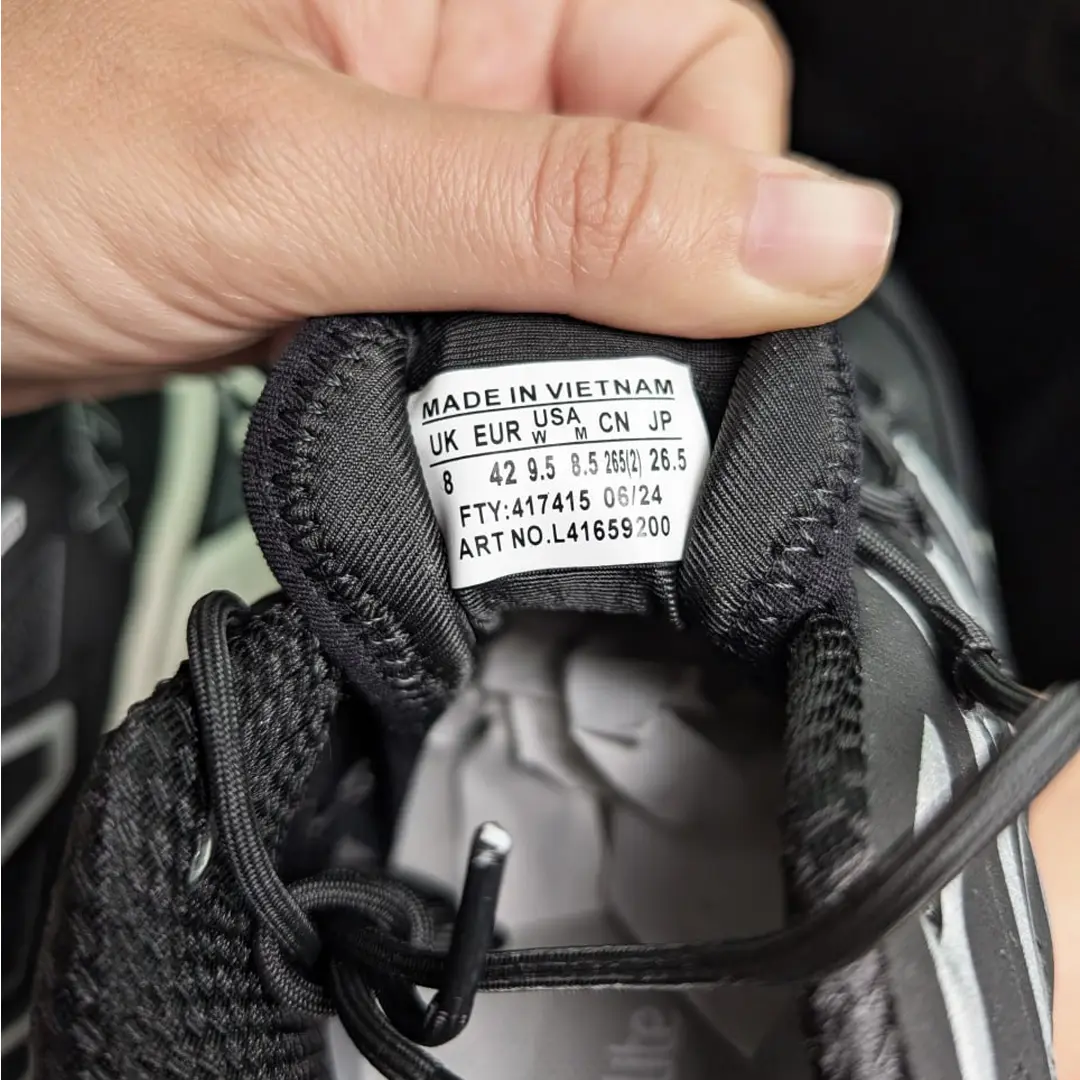 MADE IN VIETNAM
UK EUR USA W M CN JP
8 42 9.5 8.5 265(2) 26.5
FTY:417415 06/24
ART NO.L41659200